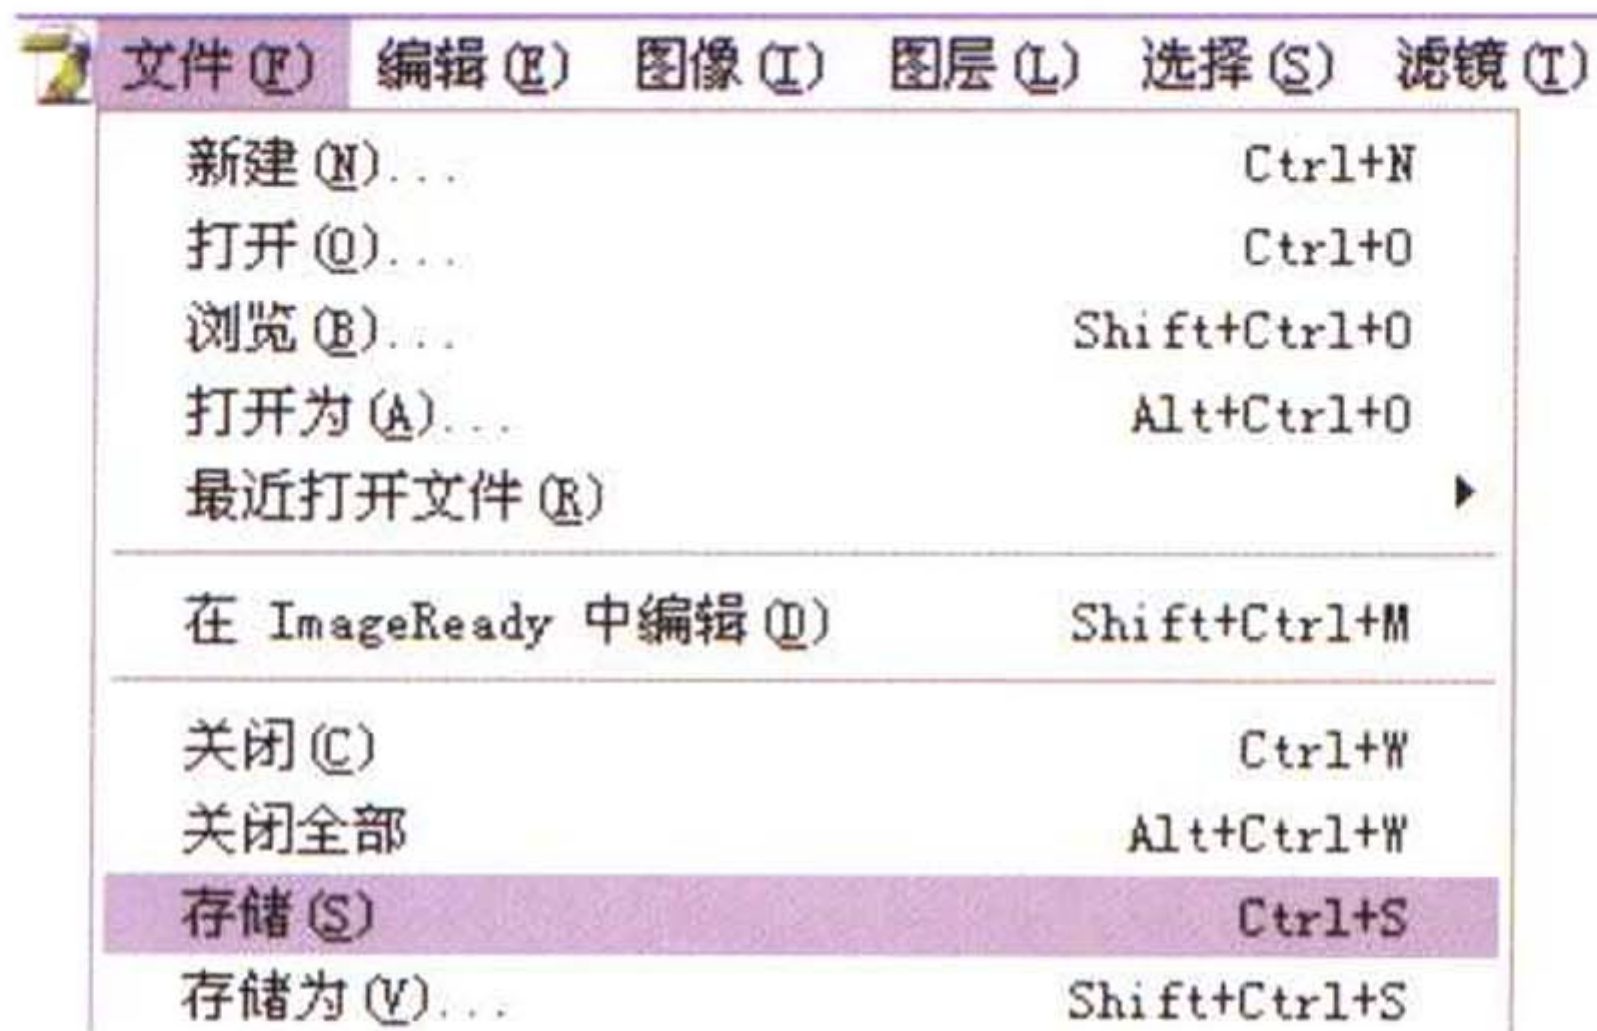 文件(F) 编辑(E) 图像(I) 图层(L) 选择(S) 滤镜(T)
新建(N)... Ctrl+N
打开(O)... Ctrl+O
浏览(B)... Shift+Ctrl+O
打开为(A)... Alt+Ctrl+O
最近打开文件(R)
在 ImageReady 中编辑(D) Shift+Ctrl+M
关闭(C) Ctrl+W
关闭全部 Alt+Ctrl+W
存储(S) Ctrl+S
存储为(V)... Shift+Ctrl+S